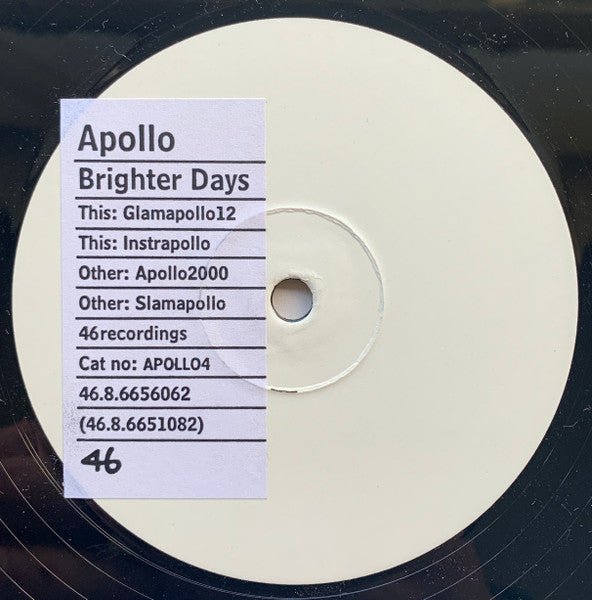 Apollo
Brighter Days
This: Glamapollo12
This: Instrapollo
Other: Apollo2000
Other: Slamapollo
46recordings
Cat no: APOLLO4
46.8.6656062
(46.8.6651082)
46